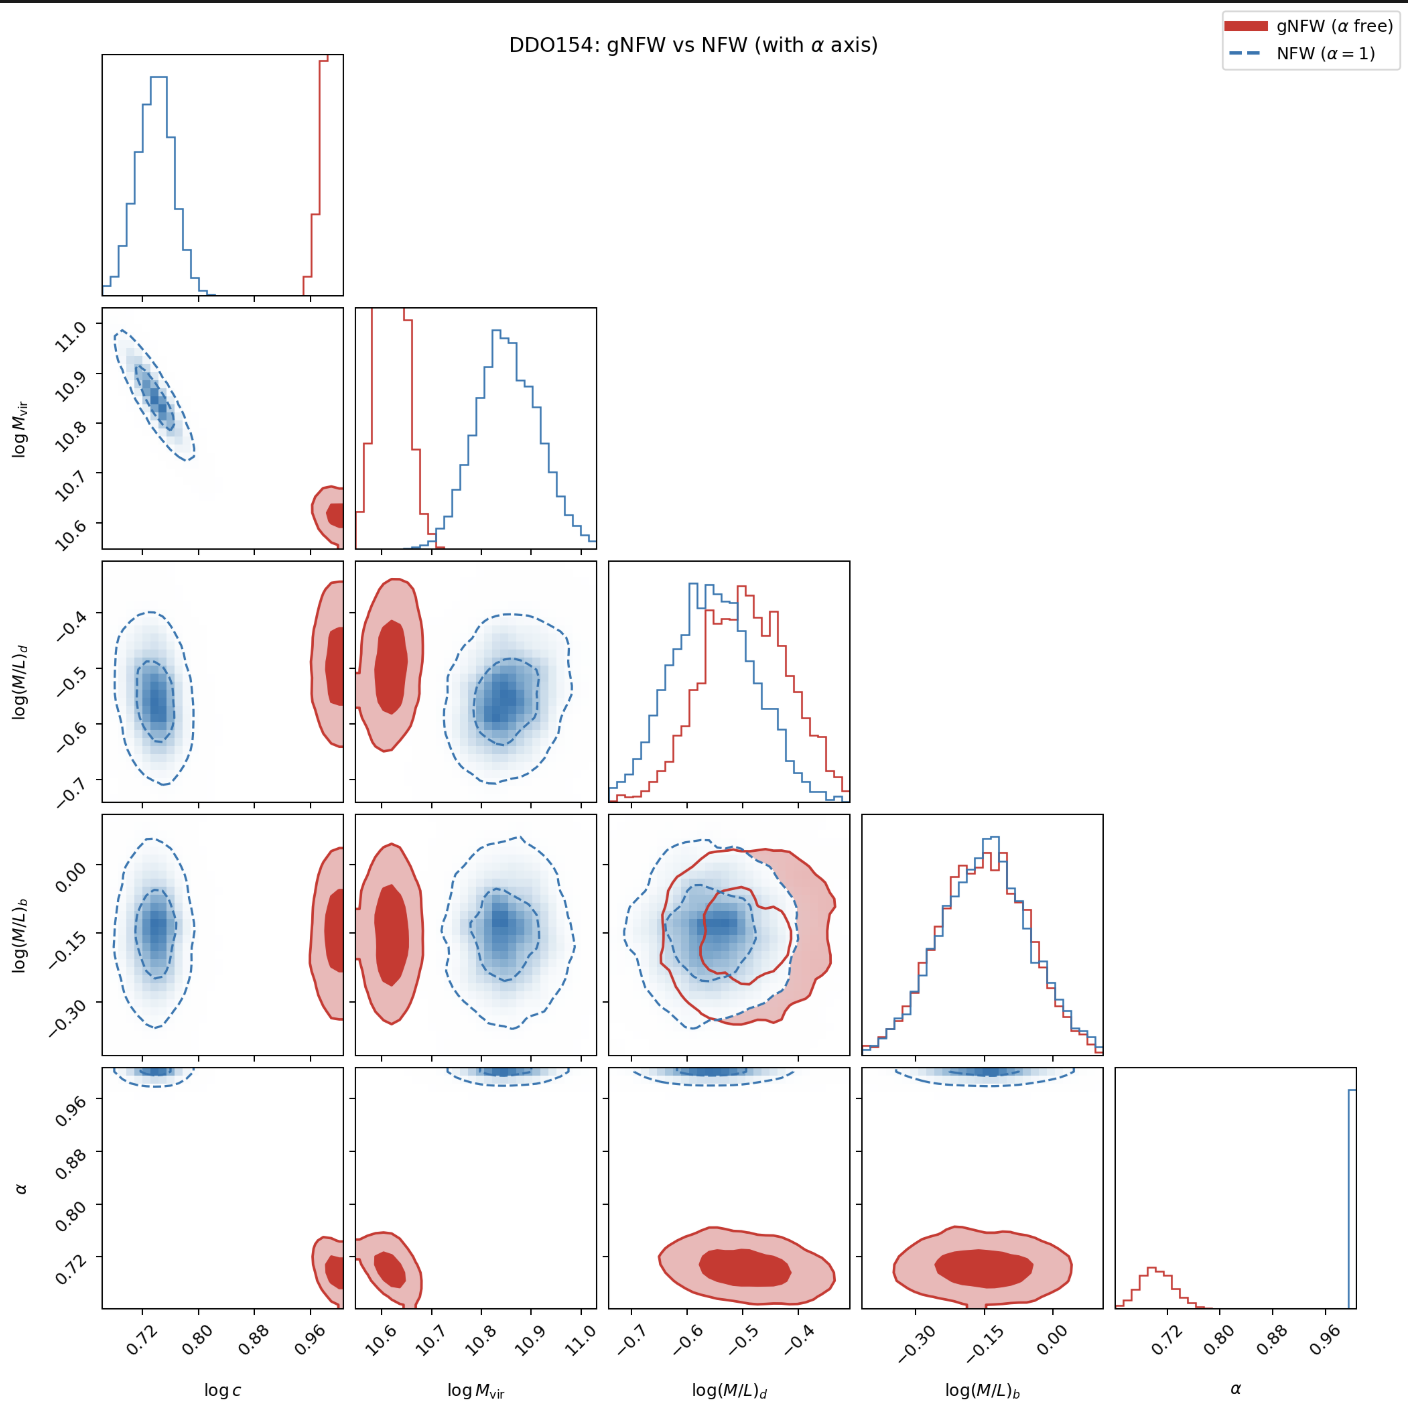 DDO154: gNFW vs NFW (with α axis)
gNFW (α free)
NFW (α = 1)
log M_vir
11.0
10.9
10.8
10.7
10.6
log(M/L)_d
−0.4
−0.5
−0.6
−0.7
log(M/L)_b
0.00
−0.15
−0.30
α
0.96
0.88
0.80
0.72
0.72 0.80 0.88 0.96 10.6 10.7 10.8 10.9 11.0 −0.7 −0.6 −0.5 −0.4 −0.30 −0.15 0.00 0.72 0.80 0.88 0.96
log c log M_vir log(M/L)_d log(M/L)_b α